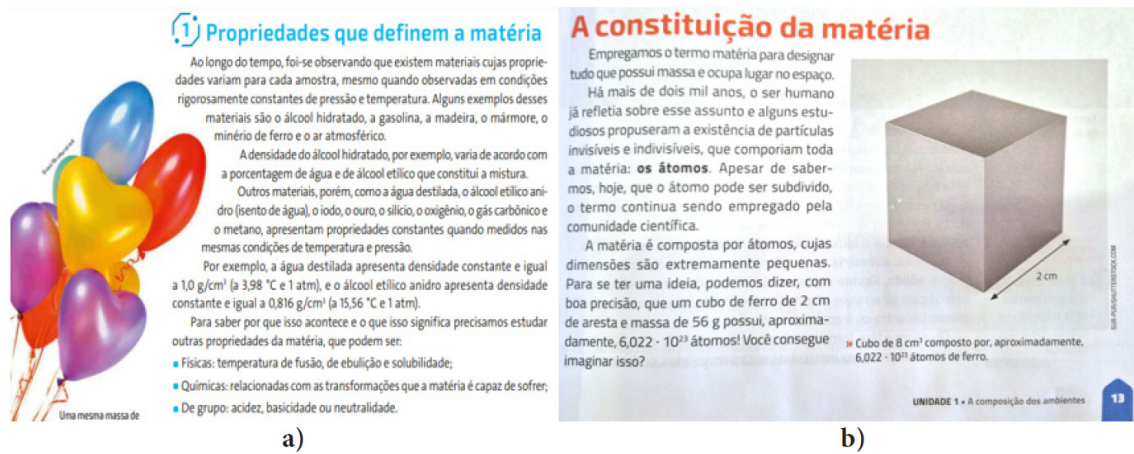 1 Propriedades que definem a matéria
Ao longo do tempo, foi-se observando que existem materiais cujas proprie-
dades variam para cada amostra, mesmo quando observadas em condições
rigorosamente constantes de pressão e temperatura. Alguns exemplos desses
materiais são o álcool hidratado, a gasolina, a madeira, o mármore, o
minério de ferro e o ar atmosférico.
A densidade do álcool hidratado, por exemplo, varia de acordo com
a porcentagem de água e de álcool etílico que constitui a mistura.
Outros materiais, porém, como a água destilada, o álcool etílico ani-
dro (isento de água), o iodo, o ouro, o silício, o oxigênio, o gás carbônico e
o metano, apresentam propriedades constantes quando medidos nas
mesmas condições de temperatura e pressão.
Por exemplo, a água destilada apresenta densidade constante e igual
a 1,0 g/cm³ (a 3,98 °C e 1 atm), e o álcool etílico anidro apresenta densidade
constante e igual a 0,816 g/cm³ (a 15,56 °C e 1 atm).
Para saber por que isso acontece e o que isso significa precisamos estudar
outras propriedades da matéria, que podem ser:
• Físicas: temperatura de fusão, de ebulição e solubilidade;
• Químicas: relacionadas com as transformações que a matéria é capaz de sofrer;
• De grupo: acidez, basicidade ou neutralidade.
Uma mesma massa de
a)
A constituição da matéria
Empregamos o termo matéria para designar
tudo que possui massa e ocupa lugar no espaço.
Há mais de dois mil anos, o ser humano
já refletia sobre esse assunto e alguns estu-
diosos propuseram a existência de partículas
invisíveis e indivisíveis, que comporiam toda
a matéria: os átomos. Apesar de saber-
mos, hoje, que o átomo pode ser subdivido,
o termo continua sendo empregado pela
comunidade científica.
A matéria é composta por átomos, cujas
dimensões são extremamente pequenas.
Para se ter uma ideia, podemos dizer, com
boa precisão, que um cubo de ferro de 2 cm
de aresta e massa de 56 g possui, aproxima-
damente, 6,022 · 10²³ átomos! Você consegue
imaginar isso?
2 cm
SUR-PUR/SHUTTERSTOCK.COM
» Cubo de 8 cm³ composto por, aproximadamente,
6,022 · 10²³ átomos de ferro.
UNIDADE 1 • A composição dos ambientes
13
b)